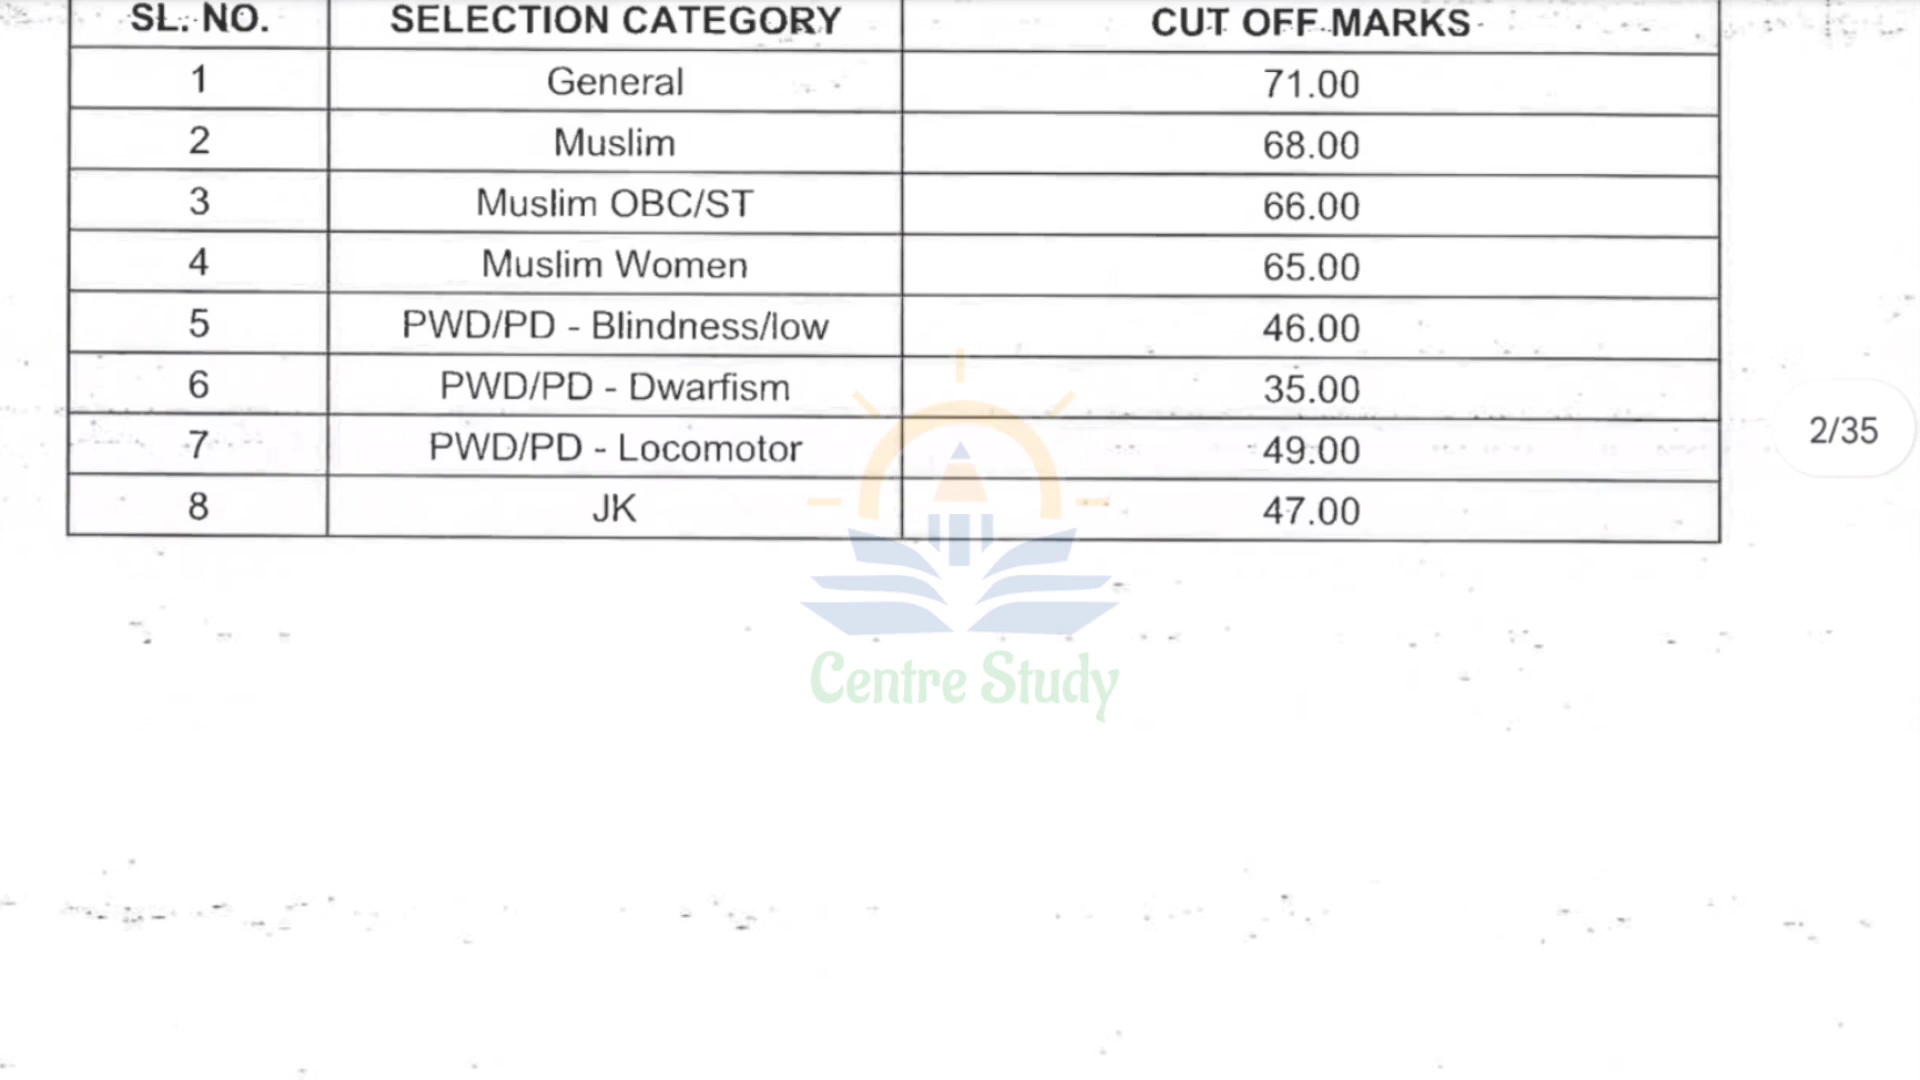 SL. NO. SELECTION CATEGORY CUT OFF MARKS
1 General 71.00
2 Muslim 68.00
3 Muslim OBC/ST 66.00
4 Muslim Women 65.00
5 PWD/PD - Blindness/low 46.00
6 PWD/PD - Dwarfism 35.00
7 PWD/PD - Locomotor 49.00
8 JK 47.00
2/35
Centre Study